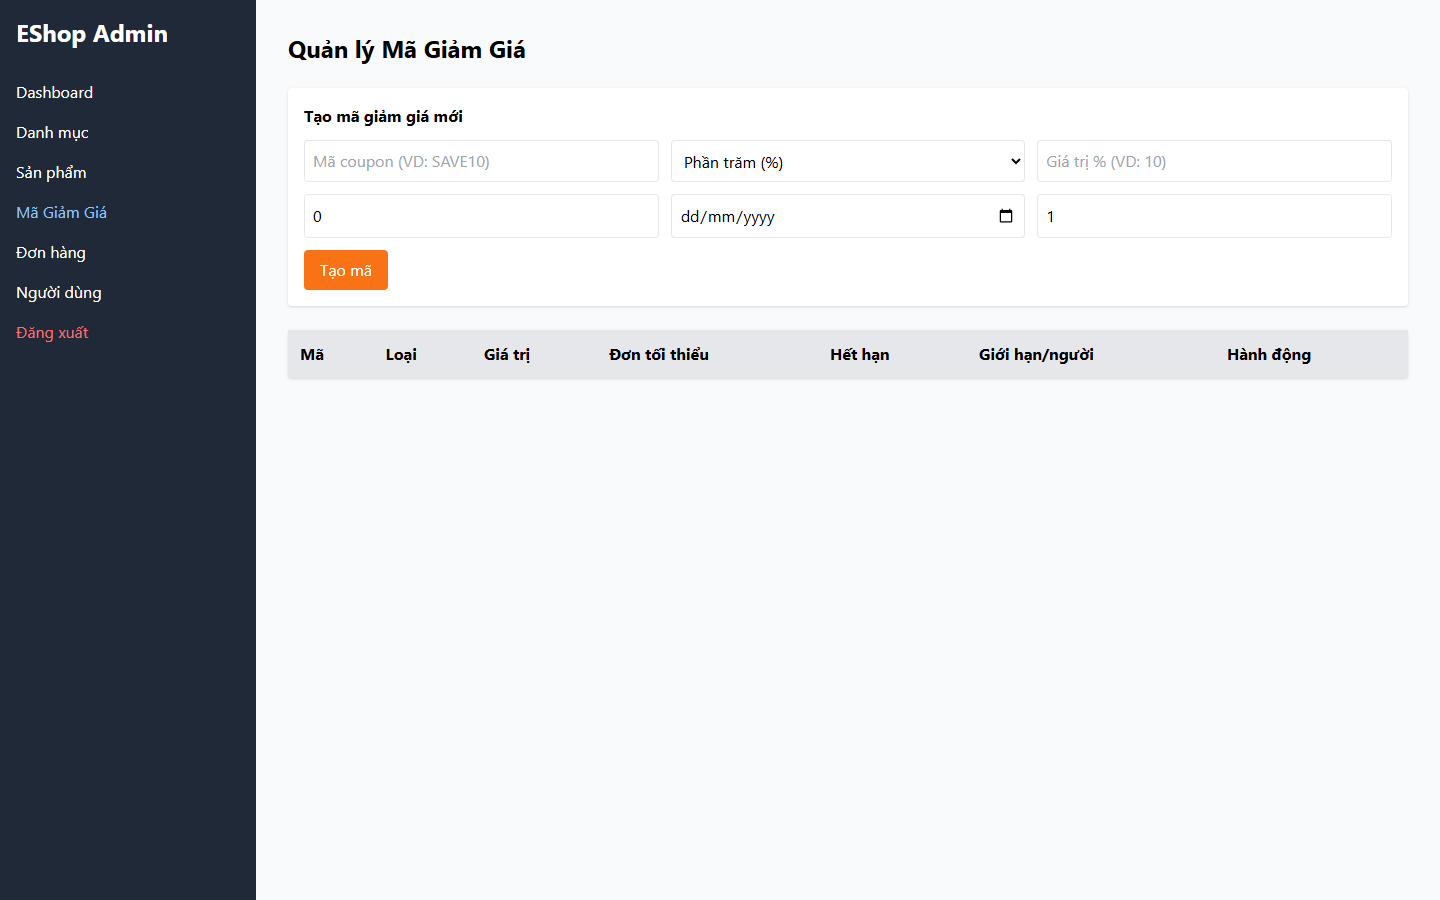 EShop Admin
Dashboard
Danh mục
Sản phẩm
Mã Giảm Giá
Đơn hàng
Người dùng
Đăng xuất
Quản lý Mã Giảm Giá
Tạo mã giảm giá mới
Mã coupon (VD: SAVE10)
Phần trăm (%)
Giá trị % (VD: 10)
0
dd/mm/yyyy
1
Tạo mã
Mã Loại Giá trị Đơn tối thiểu Hết hạn Giới hạn/người Hành động